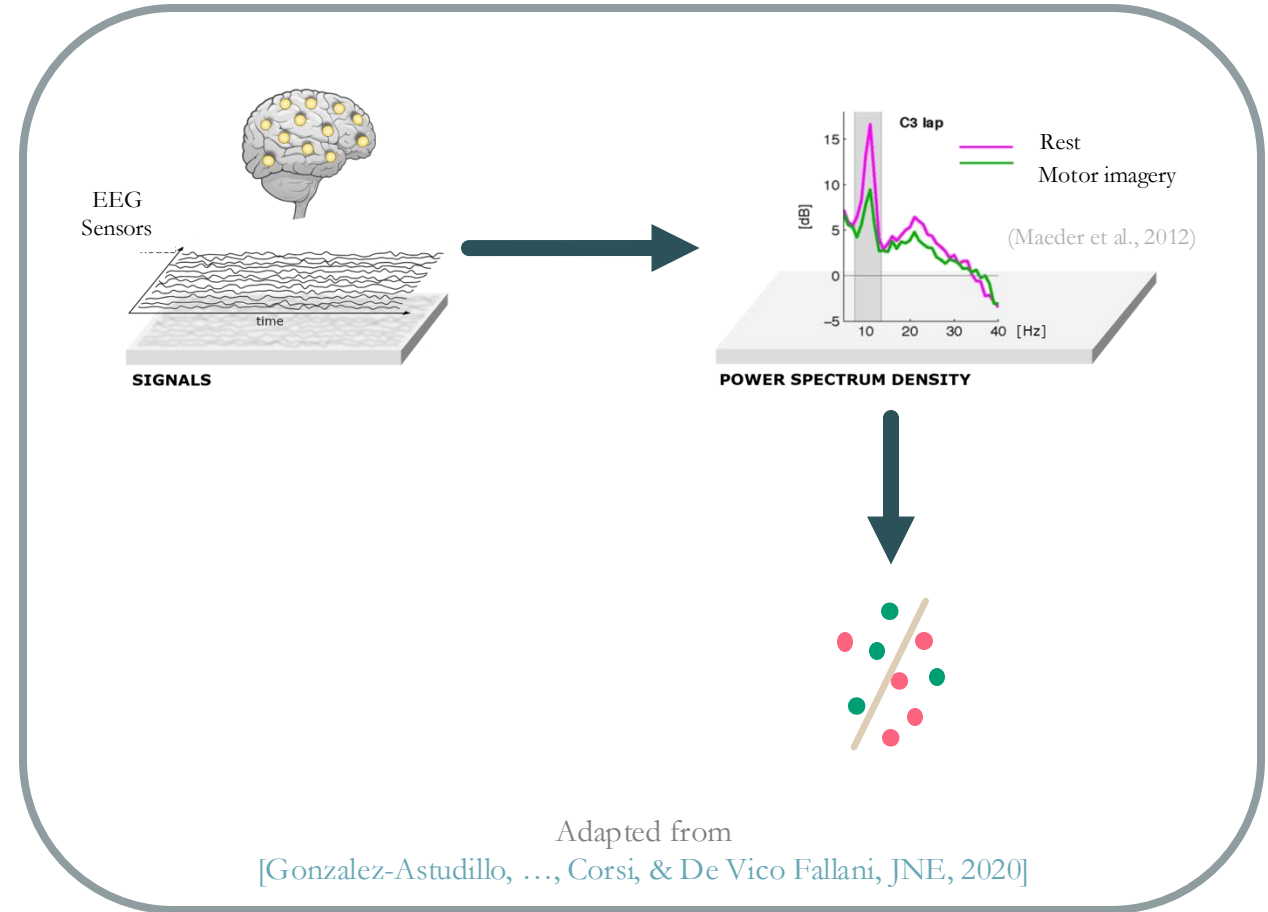 EEG
Sensors
time
SIGNALS
C3 lap
15
10
5
0
−5
[dB]
10 20 30 40 [Hz]
Rest
Motor imagery
(Maeder et al., 2012)
POWER SPECTRUM DENSITY
Adapted from
[Gonzalez-Astudillo, …, Corsi, & De Vico Fallani, JNE, 2020]